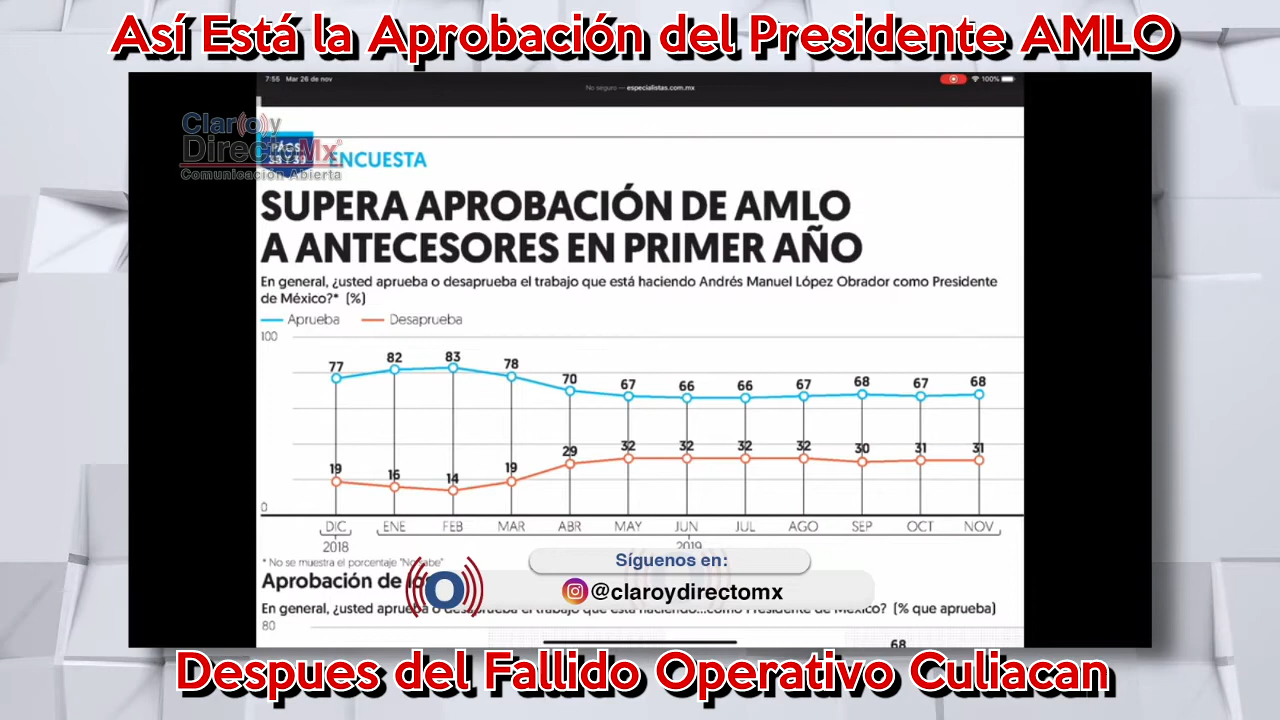 Así Está la Aprobación del Presidente AMLO
7:55 Mar 26 de nov
100%
No seguro — especialistas.com.mx
Claro y
DirectoMx
Comunicación Abierta
PÁGS.
38 Y 39
ENCUESTA
SUPERA APROBACIÓN DE AMLO
A ANTECESORES EN PRIMER AÑO
En general, ¿usted aprueba o desaprueba el trabajo que está haciendo Andrés Manuel López Obrador como Presidente
de México?* (%)
Aprueba Desaprueba
100
77 82 83 78 70 67 66 66 67 68 67 68
19 16 14 19 29 32 32 32 32 30 31 31
0
DIC ENE FEB MAR ABR MAY JUN JUL AGO SEP OCT NOV
2018 2019
* No se muestra el porcentaje "No sabe"
Síguenos en:
Aprobación de los
@claroydirectomx
En general, ¿usted aprueba o desaprueba el trabajo que está haciendo...como Presidente de México? (% que aprueba)
80
68
Despues del Fallido Operativo Culiacan